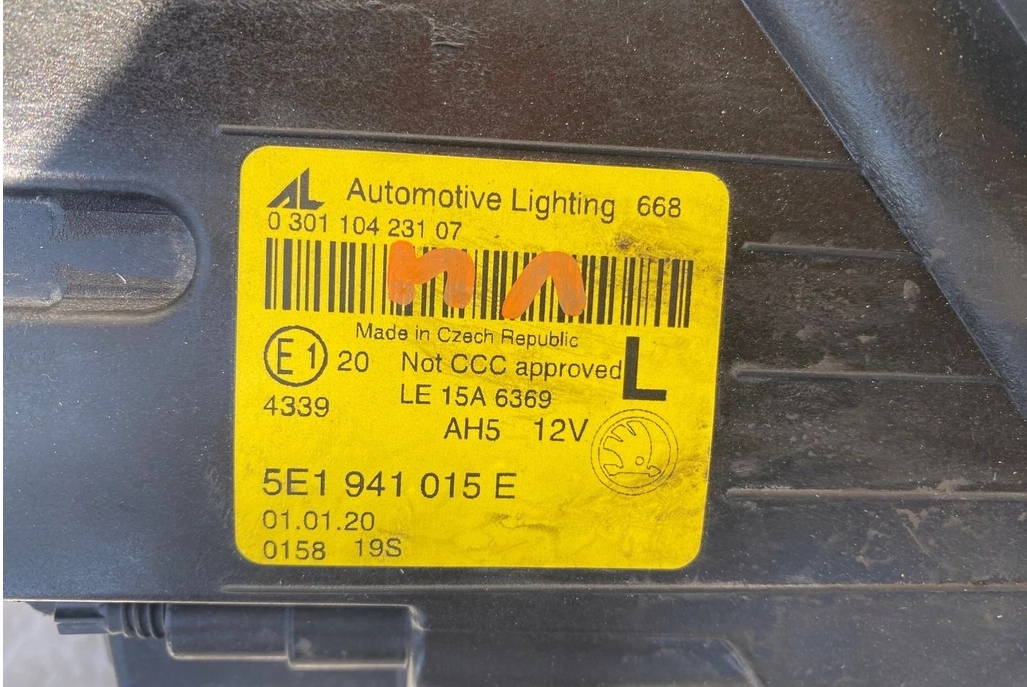 AL Automotive Lighting 668
0 301 104 231 07
Made in Czech Republic
E1 20 Not CCC approved L
4339 LE 15A 6369
AH5 12V
5E1 941 015 E
01.01.20
0158 19S